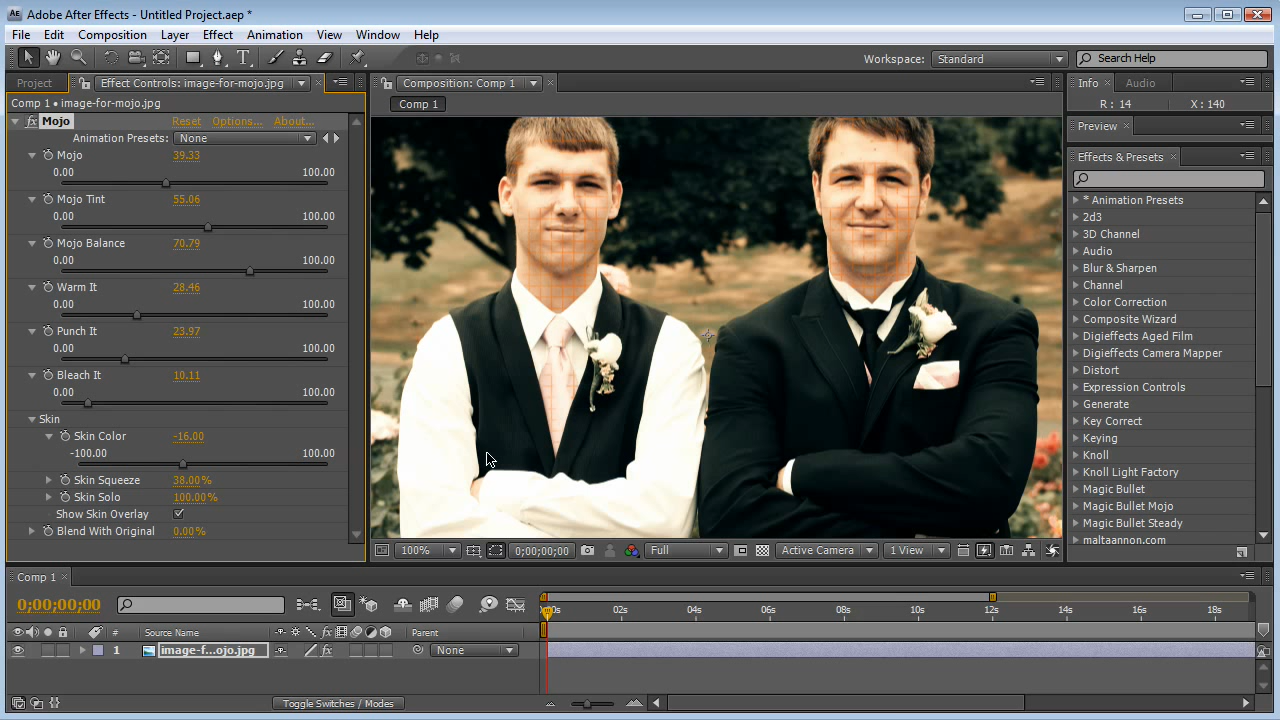 Adobe After Effects - Untitled Project.aep *
File Edit Composition Layer Effect Animation View Window Help
Workspace: Standard Search Help
Project Effect Controls: image-for-mojo.jpg Composition: Comp 1 Info Audio
Comp 1 • image-for-mojo.jpg
Comp 1
R : 14 X : 140
Mojo Reset Options... About...
Animation Presets: None
Mojo 39.33
0.00 100.00
Mojo Tint 55.06
0.00 100.00
Mojo Balance 70.79
0.00 100.00
Warm It 28.46
0.00 100.00
Punch It 23.97
0.00 100.00
Bleach It 10.11
0.00 100.00
Skin
Skin Color -16.00
-100.00 100.00
Skin Squeeze 38.00%
Skin Solo 100.00%
Show Skin Overlay
Blend With Original 0.00%
Preview
Effects & Presets
* Animation Presets
2d3
3D Channel
Audio
Blur & Sharpen
Channel
Color Correction
Composite Wizard
Digieffects Aged Film
Digieffects Camera Mapper
Distort
Expression Controls
Generate
Key Correct
Keying
Knoll
Knoll Light Factory
Magic Bullet
Magic Bullet Mojo
Magic Bullet Steady
maltaannon.com
100% 0;00;00;00 Full Active Camera 1 View
Comp 1
0;00;00;00
00s 02s 04s 06s 08s 10s 12s 14s 16s 18s
# Source Name Parent
1 image-f...ojo.jpg None
Toggle Switches / Modes